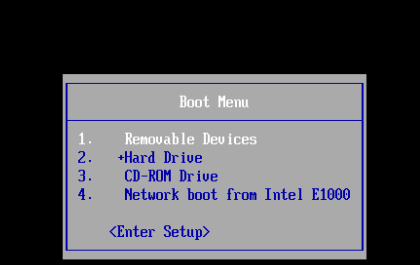 Boot Menu
1. Removable Devices
2. +Hard Drive
3. CD-ROM Drive
4. Network boot from Intel E1000
<Enter Setup>